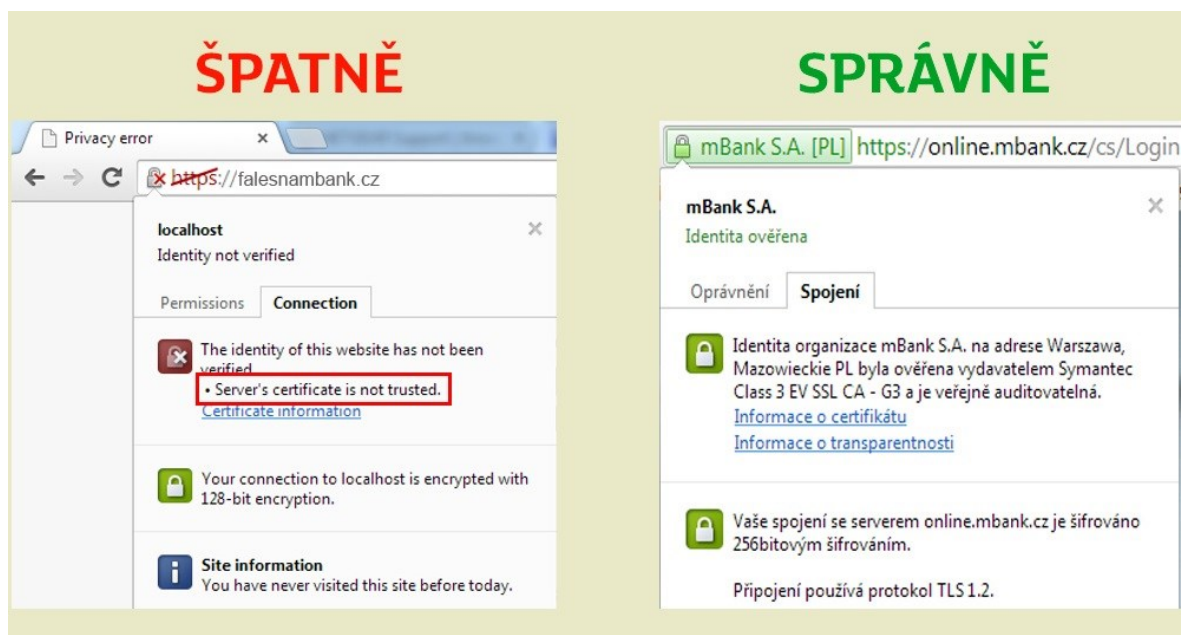 ŠPATNĚ
Privacy error
https://falesnambank.cz
localhost
Identity not verified
Permissions Connection
The identity of this website has not been
verified
• Server's certificate is not trusted.
Certificate information
Your connection to localhost is encrypted with
128-bit encryption.
Site information
You have never visited this site before today.
SPRÁVNĚ
mBank S.A. [PL] https://online.mbank.cz/cs/Login
mBank S.A.
Identita ověřena
Oprávnění Spojení
Identita organizace mBank S.A. na adrese Warszawa,
Mazowieckie PL byla ověřena vydavatelem Symantec
Class 3 EV SSL CA - G3 a je veřejně auditovatelná.
Informace o certifikátu
Informace o transparentnosti
Vaše spojení se serverem online.mbank.cz je šifrováno
256bitovým šifrováním.
Připojení používá protokol TLS 1.2.